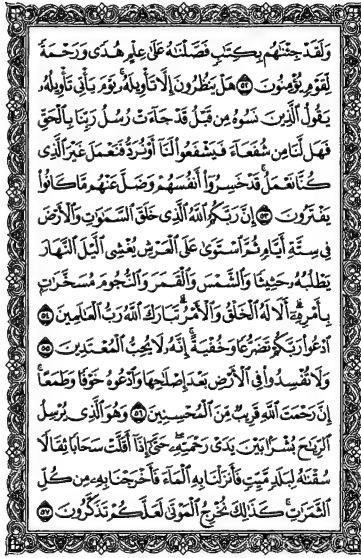 وَلَقَدْ جِئْنَٰهُم بِكِتَٰبٍ فَصَّلْنَٰهُ عَلَىٰ عِلْمٍ هُدًى وَرَحْمَةً
لِّقَوْمٍ يُؤْمِنُونَ ۝٥٢ هَلْ يَنظُرُونَ إِلَّا تَأْوِيلَهُۥ ۚ يَوْمَ يَأْتِى تَأْوِيلُهُۥ
يَقُولُ ٱلَّذِينَ نَسُوهُ مِن قَبْلُ قَدْ جَآءَتْ رُسُلُ رَبِّنَا بِٱلْحَقِّ
فَهَل لَّنَا مِن شُفَعَآءَ فَيَشْفَعُوا۟ لَنَآ أَوْ نُرَدُّ فَنَعْمَلَ غَيْرَ ٱلَّذِى
كُنَّا نَعْمَلُ ۚ قَدْ خَسِرُوٓا۟ أَنفُسَهُمْ وَضَلَّ عَنْهُم مَّا كَانُوا۟
يَفْتَرُونَ ۝٥٣ إِنَّ رَبَّكُمُ ٱللَّهُ ٱلَّذِى خَلَقَ ٱلسَّمَٰوَٰتِ وَٱلْأَرْضَ
فِى سِتَّةِ أَيَّامٍ ثُمَّ ٱسْتَوَىٰ عَلَى ٱلْعَرْشِ يُغْشِى ٱلَّيْلَ ٱلنَّهَارَ
يَطْلُبُهُۥ حَثِيثًا وَٱلشَّمْسَ وَٱلْقَمَرَ وَٱلنُّجُومَ مُسَخَّرَٰتٍۭ
بِأَمْرِهِۦٓ ۗ أَلَا لَهُ ٱلْخَلْقُ وَٱلْأَمْرُ ۗ تَبَارَكَ ٱللَّهُ رَبُّ ٱلْعَٰلَمِينَ ۝٥٤
ٱدْعُوا۟ رَبَّكُمْ تَضَرُّعًا وَخُفْيَةً ۚ إِنَّهُۥ لَا يُحِبُّ ٱلْمُعْتَدِينَ ۝٥٥
وَلَا تُفْسِدُوا۟ فِى ٱلْأَرْضِ بَعْدَ إِصْلَٰحِهَا وَٱدْعُوهُ خَوْفًا وَطَمَعًا ۚ
إِنَّ رَحْمَتَ ٱللَّهِ قَرِيبٌ مِّنَ ٱلْمُحْسِنِينَ ۝٥٦ وَهُوَ ٱلَّذِى يُرْسِلُ
ٱلرِّيَٰحَ بُشْرًۢا بَيْنَ يَدَىْ رَحْمَتِهِۦ ۖ حَتَّىٰٓ إِذَآ أَقَلَّتْ سَحَابًا ثِقَالًا
سُقْنَٰهُ لِبَلَدٍ مَّيِّتٍ فَأَنزَلْنَا بِهِ ٱلْمَآءَ فَأَخْرَجْنَا بِهِۦ مِن كُلِّ
ٱلثَّمَرَٰتِ ۚ كَذَٰلِكَ نُخْرِجُ ٱلْمَوْتَىٰ لَعَلَّكُمْ تَذَكَّرُونَ ۝٥٧